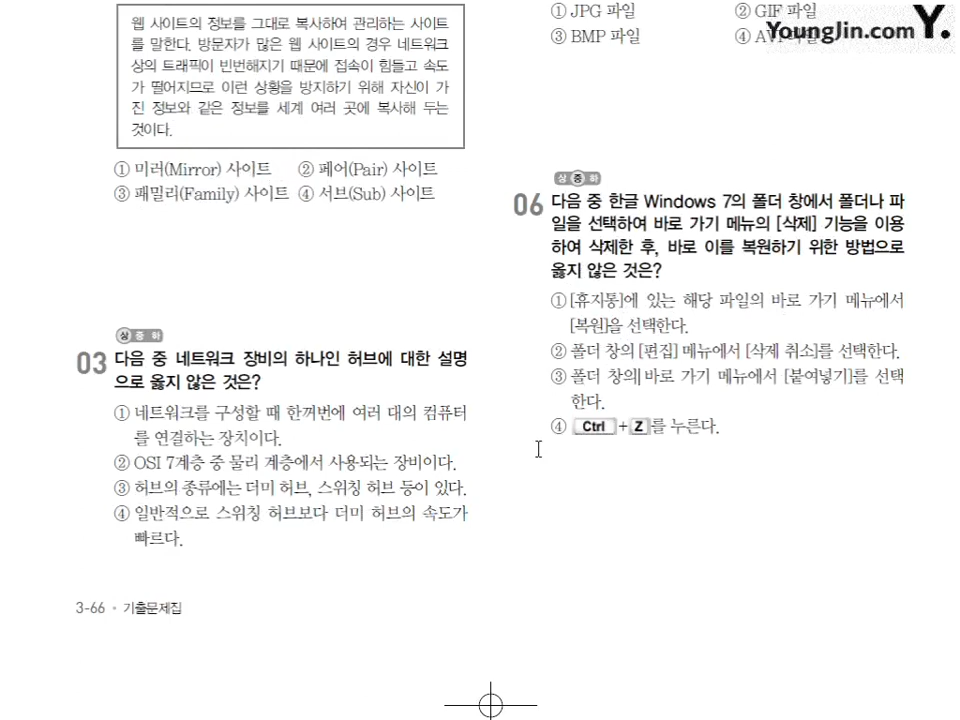 웹 사이트의 정보를 그대로 복사하여 관리하는 사이트
를 말한다. 방문자가 많은 웹 사이트의 경우 네트워크
상의 트래픽이 빈번해지기 때문에 접속이 힘들고 속도
가 떨어지므로 이런 상황을 방지하기 위해 자신이 가
진 정보와 같은 정보를 세계 여러 곳에 복사해 두는
것이다.
① 미러(Mirror) 사이트 ② 페어(Pair) 사이트
③ 패밀리(Family) 사이트 ④ 서브(Sub) 사이트
상 중 하
03 다음 중 네트워크 장비의 하나인 허브에 대한 설명
으로 옳지 않은 것은?
① 네트워크를 구성할 때 한꺼번에 여러 대의 컴퓨터
를 연결하는 장치이다.
② OSI 7계층 중 물리 계층에서 사용되는 장비이다.
③ 허브의 종류에는 더미 허브, 스위칭 허브 등이 있다.
④ 일반적으로 스위칭 허브보다 더미 허브의 속도가
빠르다.
3-66 • 기출문제집
① JPG 파일 ② GIF 파일
③ BMP 파일 ④ AVI 파일
Youngjin.com Y.
상 중 하
06 다음 중 한글 Windows 7의 폴더 창에서 폴더나 파
일을 선택하여 바로 가기 메뉴의 [삭제] 기능을 이용
하여 삭제한 후, 바로 이를 복원하기 위한 방법으로
옳지 않은 것은?
① [휴지통]에 있는 해당 파일의 바로 가기 메뉴에서
[복원]을 선택한다.
② 폴더 창의 [편집] 메뉴에서 [삭제 취소]를 선택한다.
③ 폴더 창의 바로 가기 메뉴에서 [붙여넣기]를 선택
한다.
④ Ctrl+Z를 누른다.